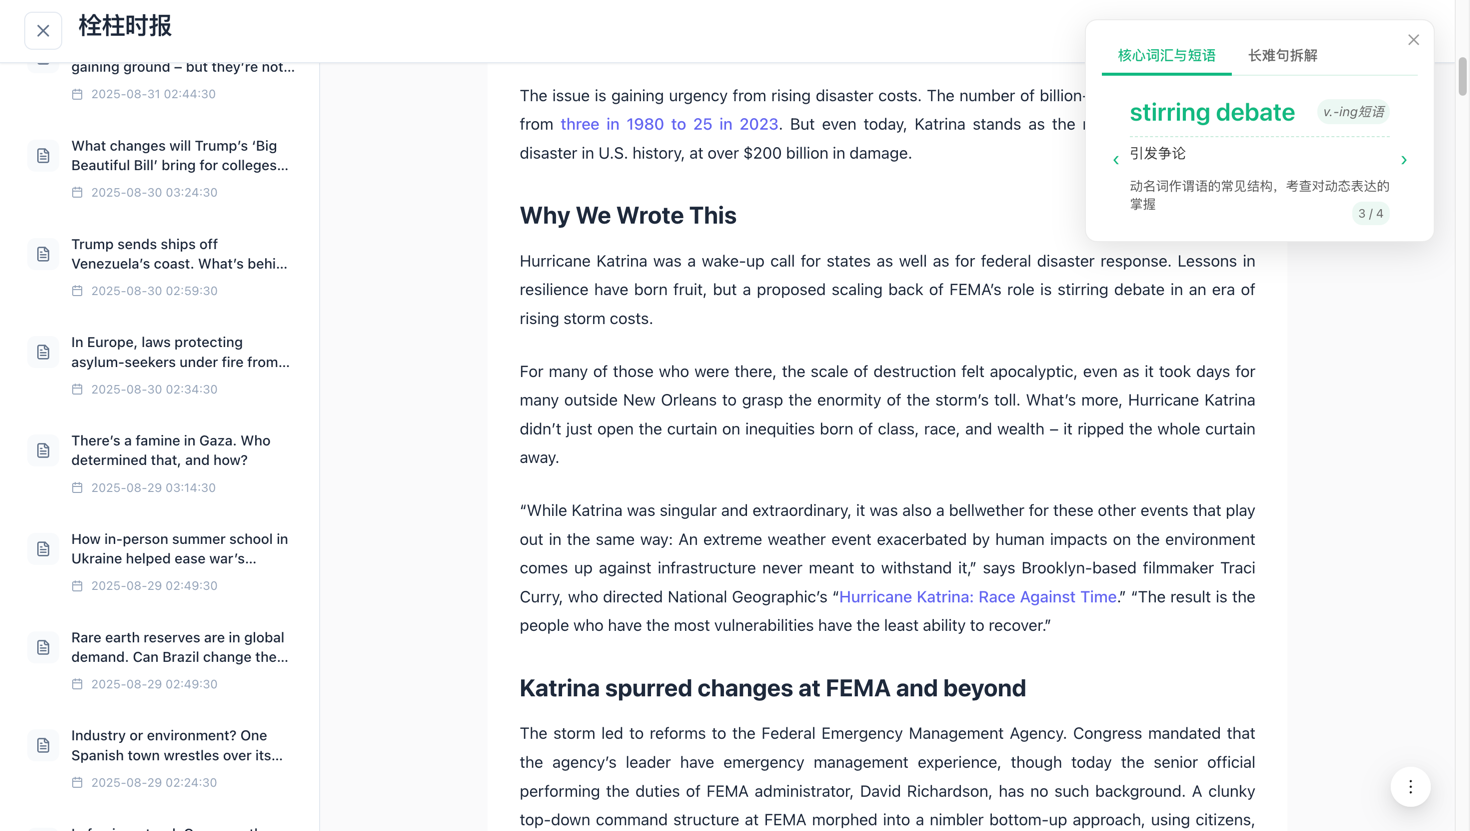 栓柱时报
gaining ground – but they’re not...
2025-08-31 02:44:30
What changes will Trump’s ‘Big
Beautiful Bill’ bring for colleges...
2025-08-30 03:24:30
Trump sends ships off
Venezuela’s coast. What’s behi...
2025-08-30 02:59:30
In Europe, laws protecting
asylum-seekers under fire from...
2025-08-30 02:34:30
There’s a famine in Gaza. Who
determined that, and how?
2025-08-29 03:14:30
How in-person summer school in
Ukraine helped ease war’s...
2025-08-29 02:49:30
Rare earth reserves are in global
demand. Can Brazil change the...
2025-08-29 02:49:30
Industry or environment? One
Spanish town wrestles over its...
2025-08-29 02:24:30
The issue is gaining urgency from rising disaster costs. The number of billion-
from three in 1980 to 25 in 2023. But even today, Katrina stands as the
disaster in U.S. history, at over $200 billion in damage.
Why We Wrote This
Hurricane Katrina was a wake-up call for states as well as for federal disaster response. Lessons in
resilience have born fruit, but a proposed scaling back of FEMA’s role is stirring debate in an era of
rising storm costs.
For many of those who were there, the scale of destruction felt apocalyptic, even as it took days for
many outside New Orleans to grasp the enormity of the storm’s toll. What’s more, Hurricane Katrina
didn’t just open the curtain on inequities born of class, race, and wealth – it ripped the whole curtain
away.
“While Katrina was singular and extraordinary, it was also a bellwether for these other events that play
out in the same way: An extreme weather event exacerbated by human impacts on the environment
comes up against infrastructure never meant to withstand it,” says Brooklyn-based filmmaker Traci
Curry, who directed National Geographic’s “Hurricane Katrina: Race Against Time.” “The result is the
people who have the most vulnerabilities have the least ability to recover.”
Katrina spurred changes at FEMA and beyond
The storm led to reforms to the Federal Emergency Management Agency. Congress mandated that
the agency’s leader have emergency management experience, though today the senior official
performing the duties of FEMA administrator, David Richardson, has no such background. A clunky
top-down command structure at FEMA morphed into a nimbler bottom-up approach, using citizens,
核心词汇与短语 长难句拆解
stirring debate v.-ing短语
引发争论
动名词作谓语的常见结构，考查对动态表达的
掌握
3 / 4